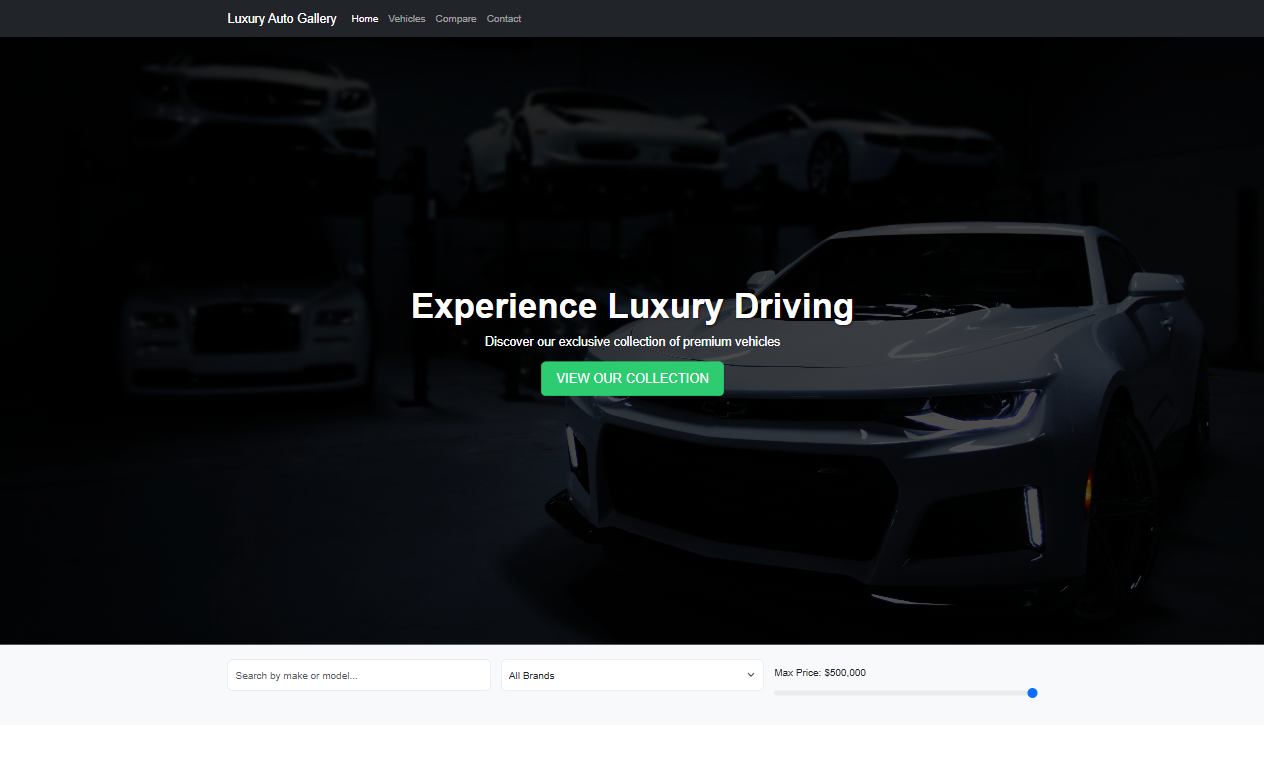 Luxury Auto Gallery Home Vehicles Compare Contact
Experience Luxury Driving
Discover our exclusive collection of premium vehicles
VIEW OUR COLLECTION
Search by make or model...
All Brands
Max Price: $500,000